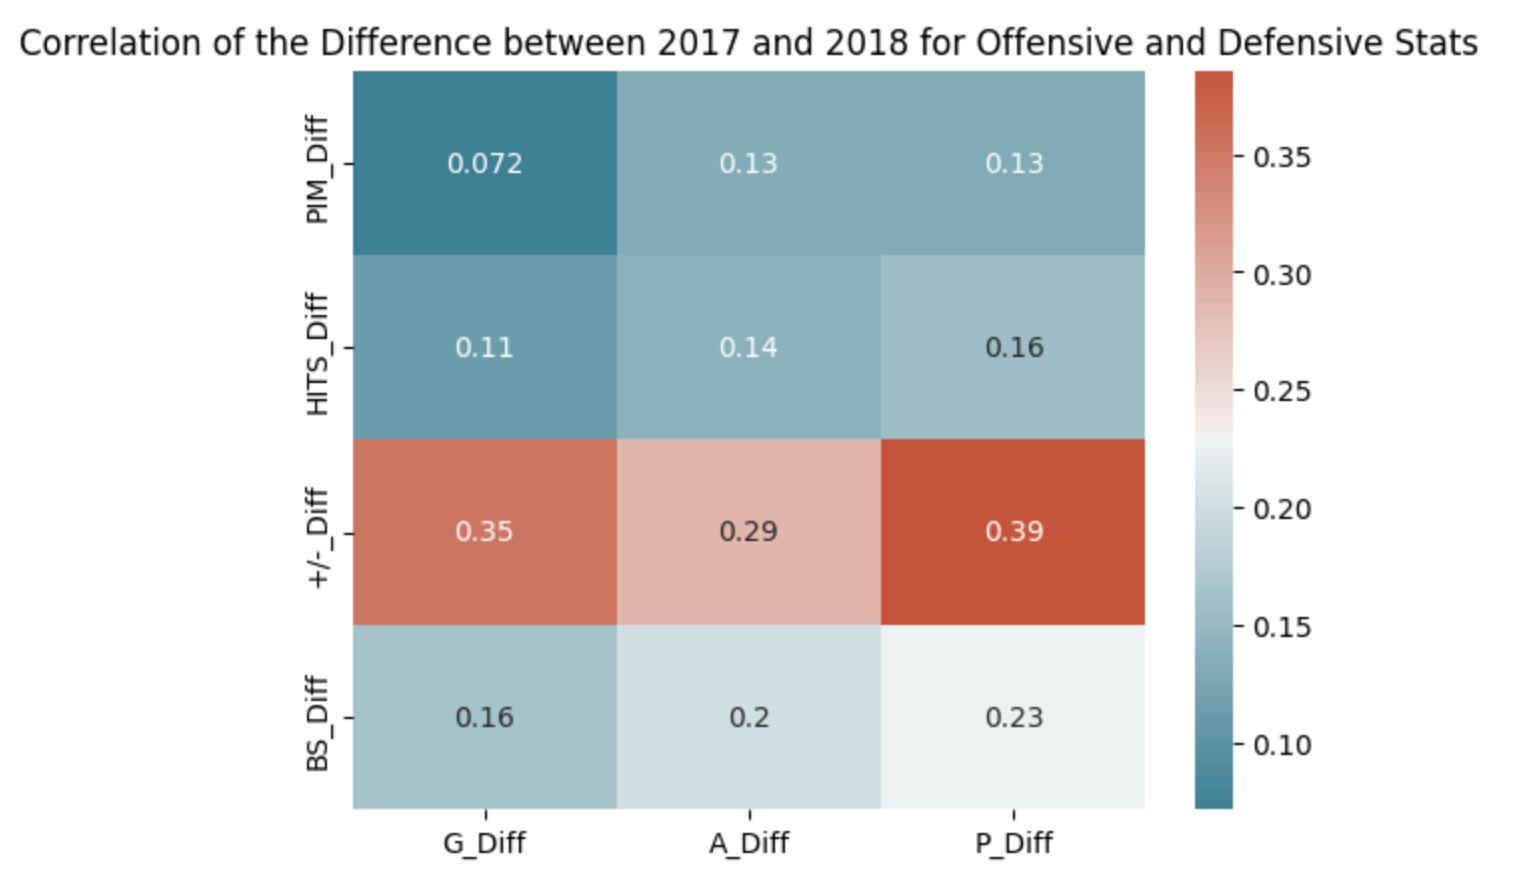 Correlation of the Difference between 2017 and 2018 for Offensive and Defensive Stats
PIM_Diff
0.072 0.13 0.13
HITS_Diff
0.11 0.14 0.16
+/-_Diff
0.35 0.29 0.39
BS_Diff
0.16 0.2 0.23
G_Diff A_Diff P_Diff
0.35
0.30
0.25
0.20
0.15
0.10